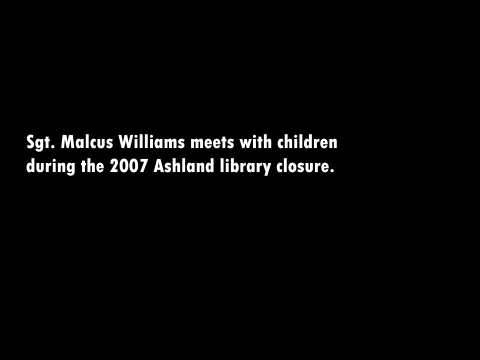 Sgt. Malcus Williams meets with children
during the 2007 Ashland library closure.